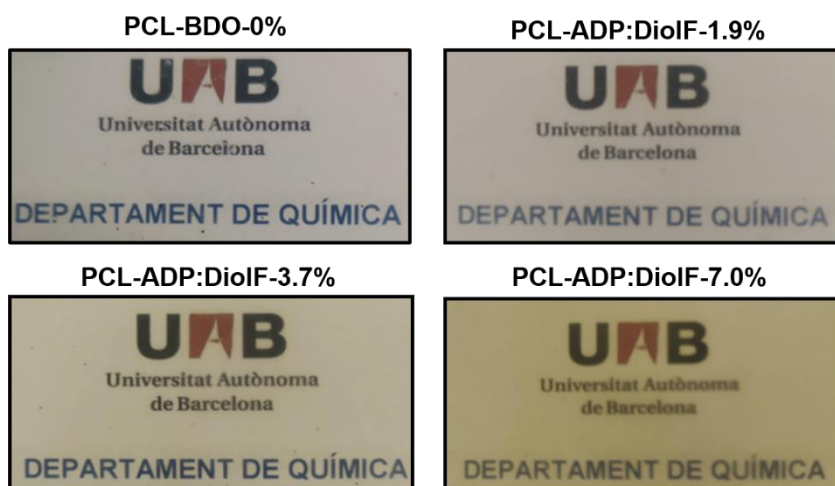 PCL-BDO-0%
UAB
Universitat Autònoma
de Barcelona
DEPARTAMENT DE QUÍMICA
PCL-ADP:DiolF-1.9%
UAB
Universitat Autònoma
de Barcelona
DEPARTAMENT DE QUÍMICA
PCL-ADP:DiolF-3.7%
UAB
Universitat Autònoma
de Barcelona
DEPARTAMENT DE QUÍMICA
PCL-ADP:DiolF-7.0%
UAB
Universitat Autònoma
de Barcelona
DEPARTAMENT DE QUÍMICA